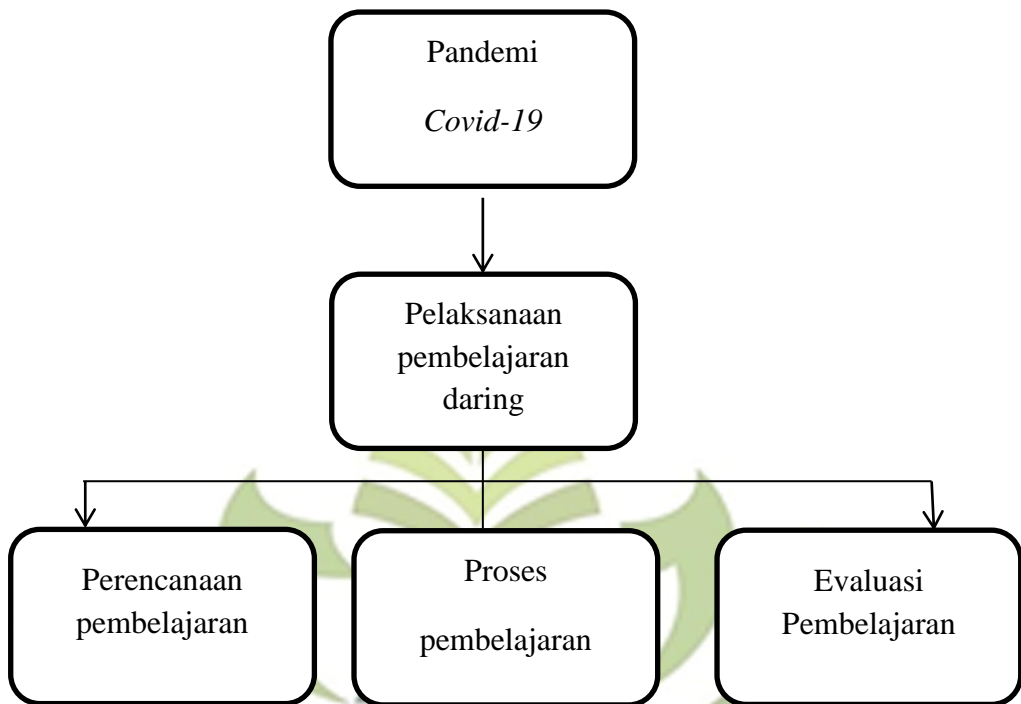 Pandemi
Covid-19
Pelaksanaan
pembelajaran
daring
Perencanaan
pembelajaran
Proses
pembelajaran
Evaluasi
Pembelajaran